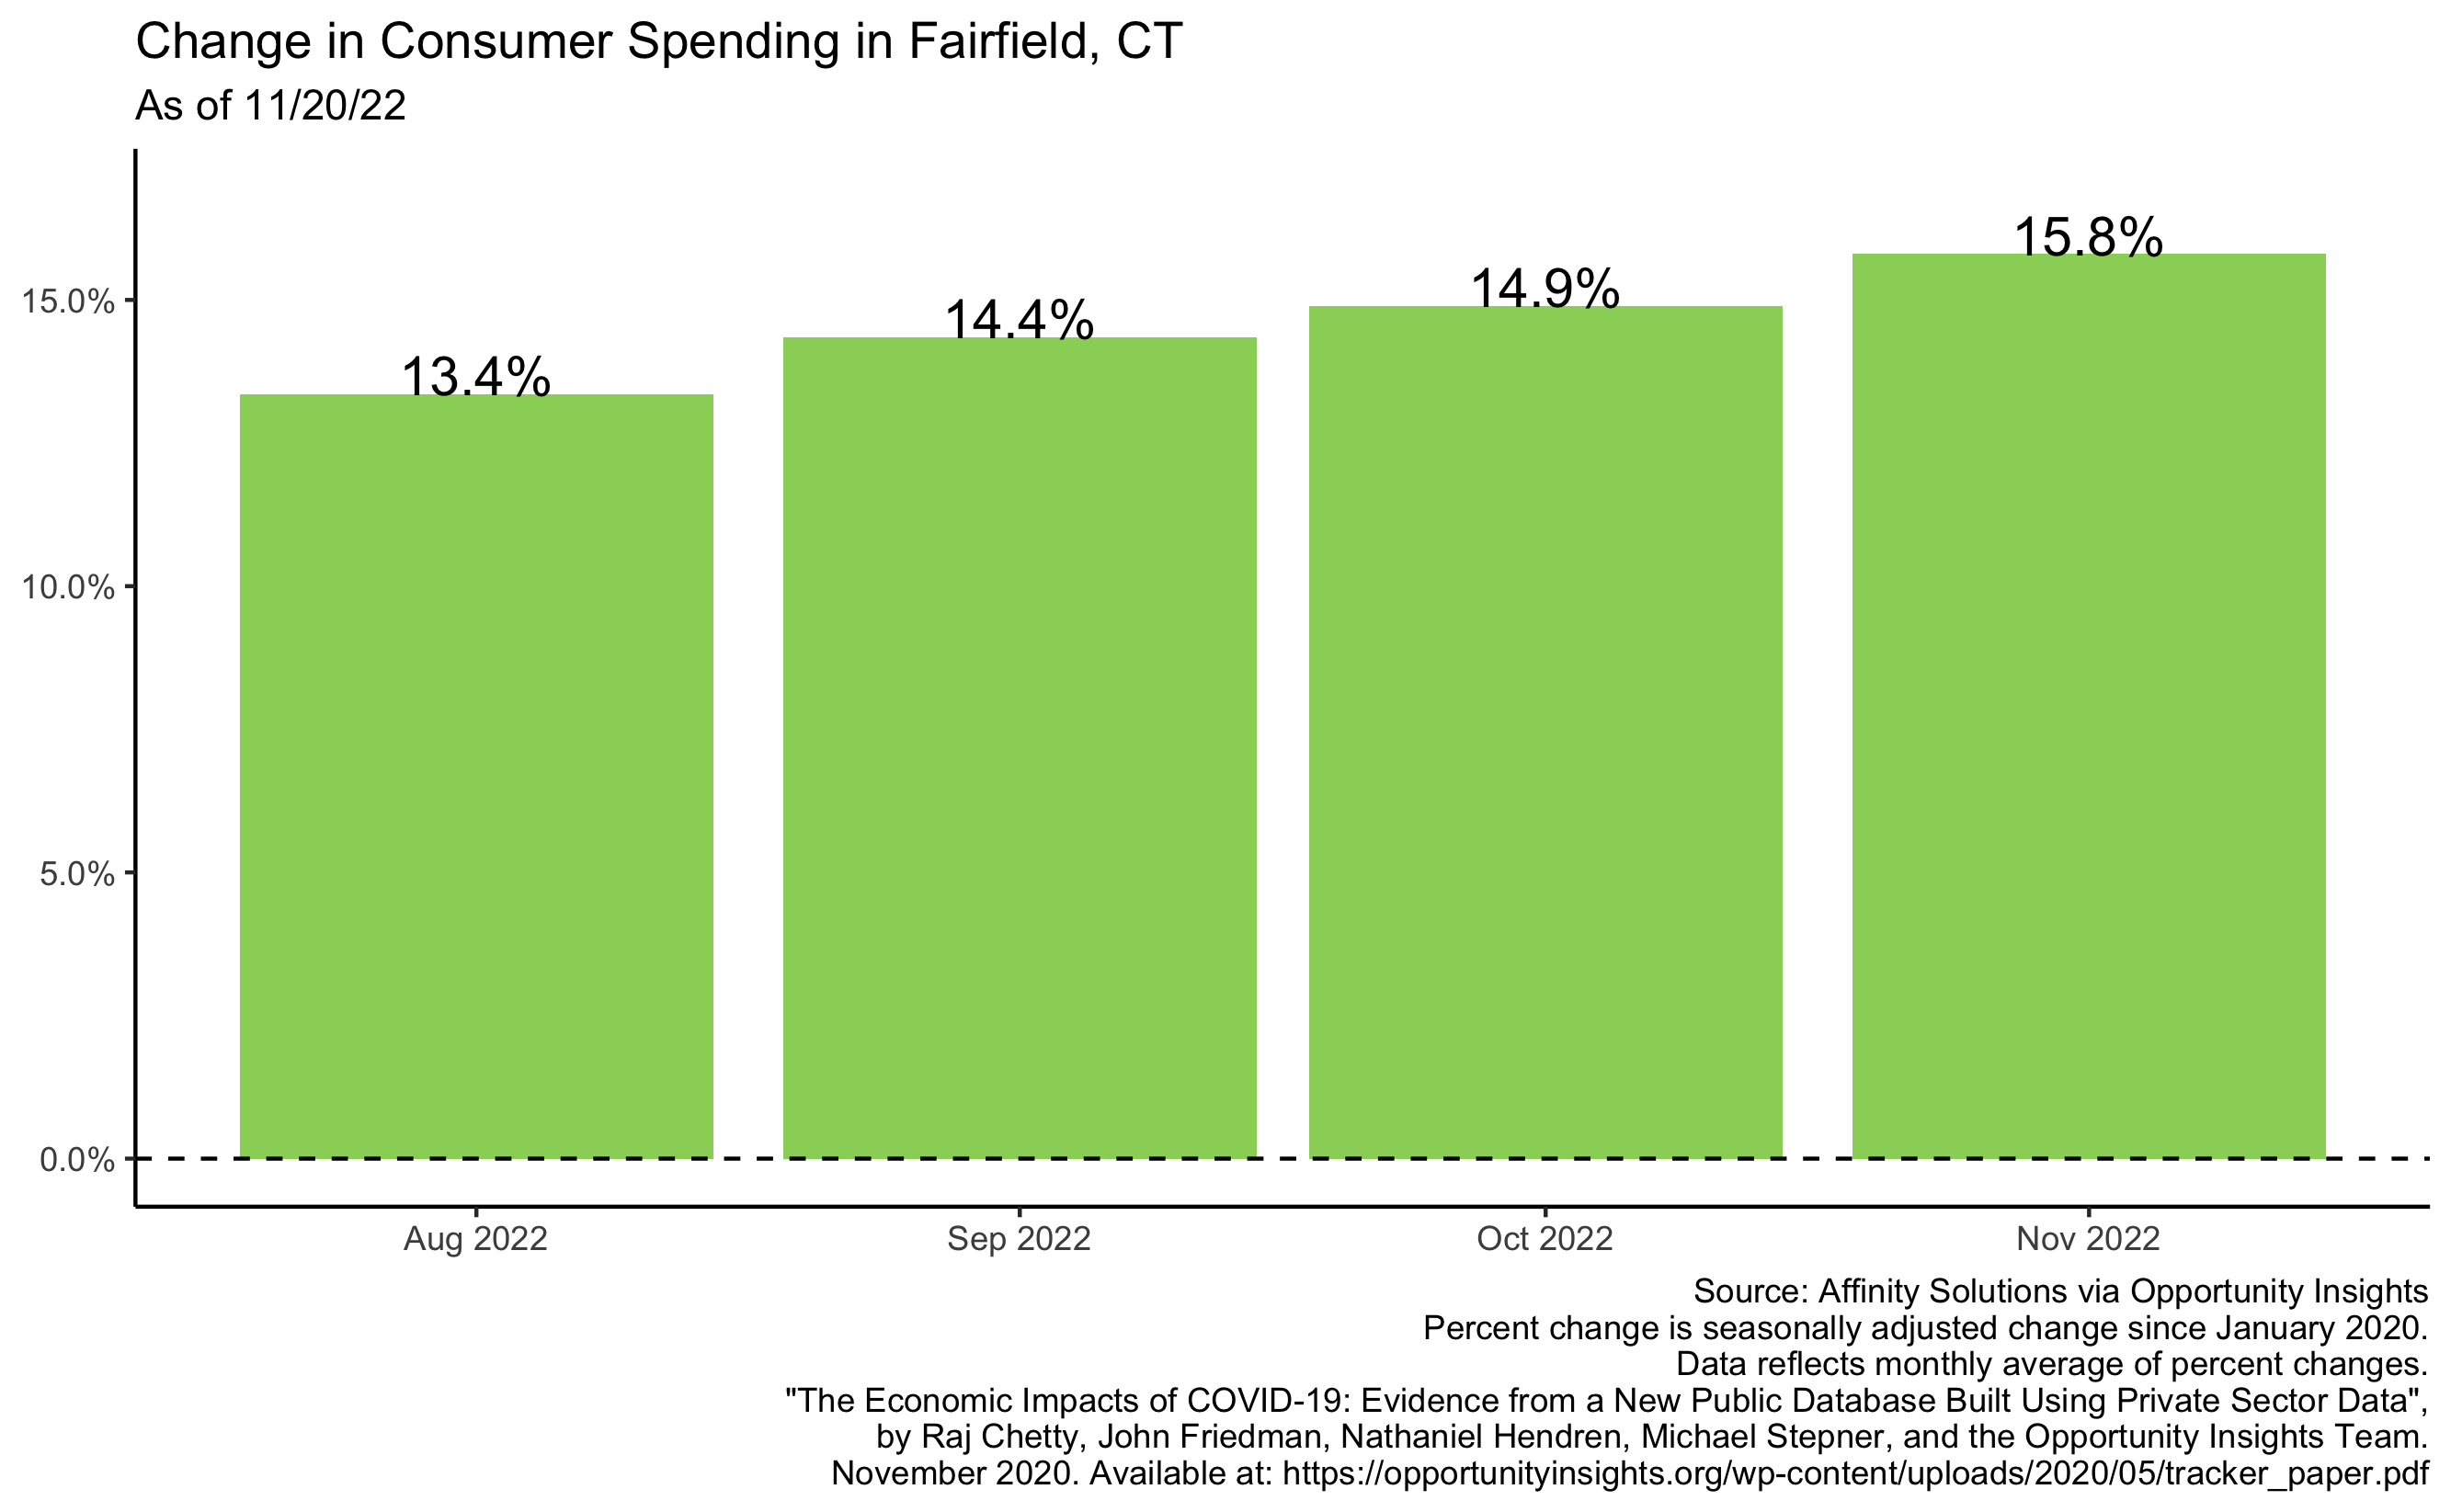 Change in Consumer Spending in Fairfield, CT
As of 11/20/22
15.8%
14.9%
14.4%
13.4%
15.0%
10.0%
5.0%
0.0%
Aug 2022
Sep 2022
Oct 2022
Nov 2022
Source: Affinity Solutions via Opportunity Insights
Percent change is seasonally adjusted change since January 2020.
Data reflects monthly average of percent changes.
"The Economic Impacts of COVID-19: Evidence from a New Public Database Built Using Private Sector Data",
by Raj Chetty, John Friedman, Nathaniel Hendren, Michael Stepner, and the Opportunity Insights Team.
November 2020. Available at: https://opportunityinsights.org/wp-content/uploads/2020/05/tracker_paper.pdf